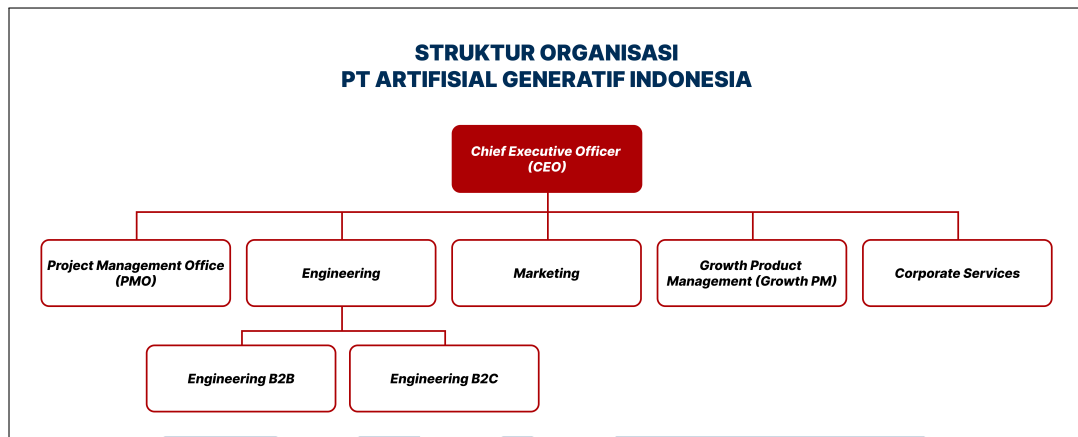 STRUKTUR ORGANISASI
PT ARTIFISIAL GENERATIF INDONESIA
Chief Executive Officer
(CEO)
Project Management Office
(PMO)
Engineering
Marketing
Growth Product
Management (Growth PM)
Corporate Services
Engineering B2B
Engineering B2C